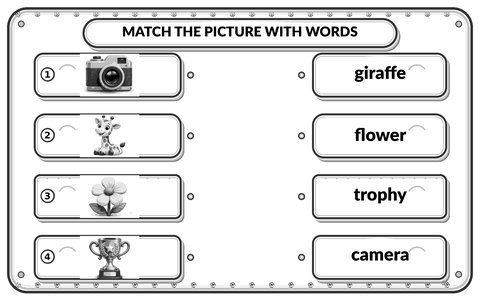 MATCH THE PICTURE WITH WORDS
1 giraffe
2 flower
3 trophy
4 camera